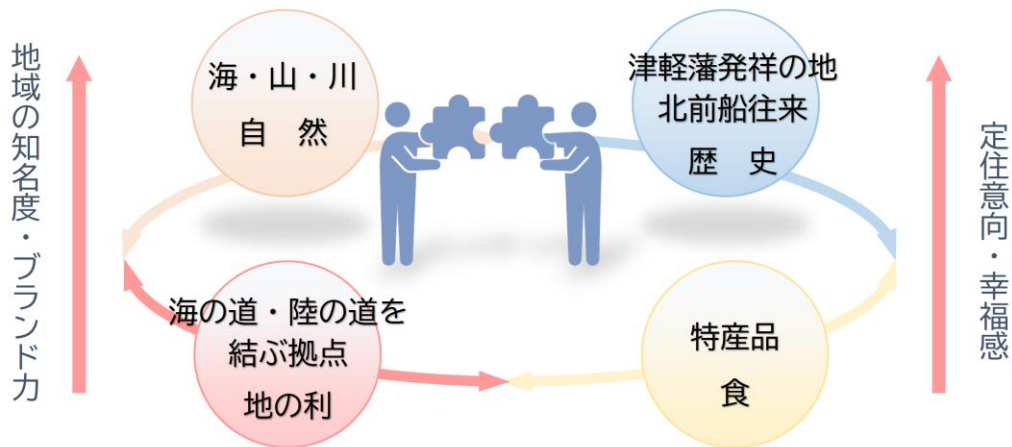 地域の知名度・ブランド力
海・山・川
自　然
津軽藩発祥の地
北前船往来
歴　史
海の道・陸の道を
結ぶ拠点
地の利
特産品
食
定住意向・幸福感